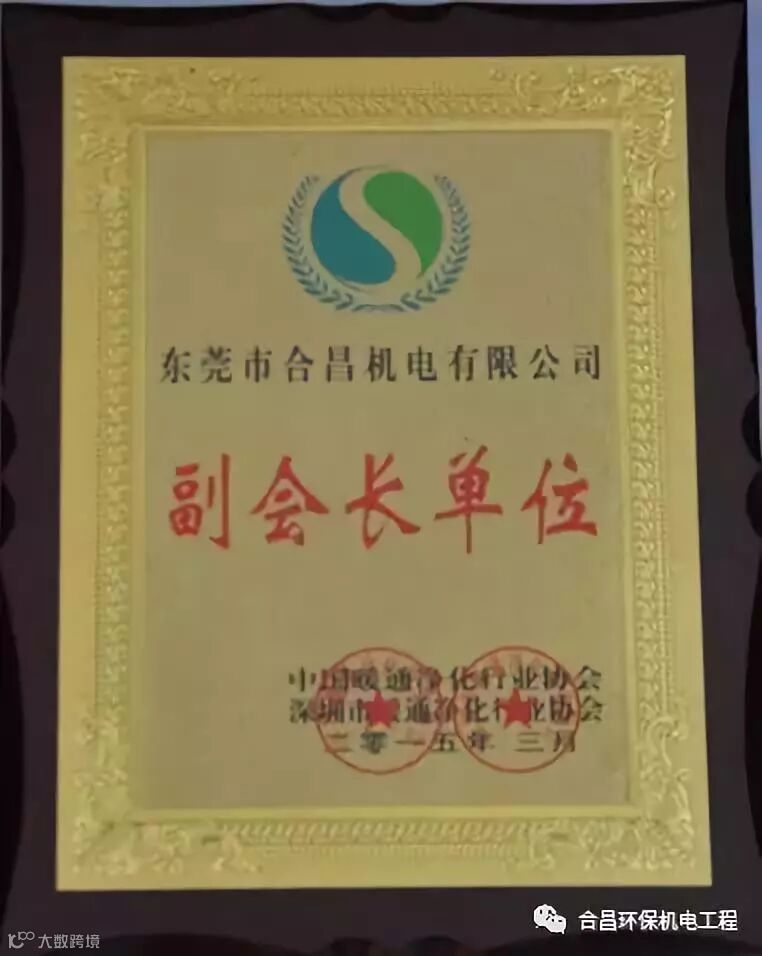 东莞市合昌机电有限公司
副会长单位
中国暖通净化行业协会
深圳市暖通净化行业协会
二零一五年 三月
合昌环保机电工程
大数跨境